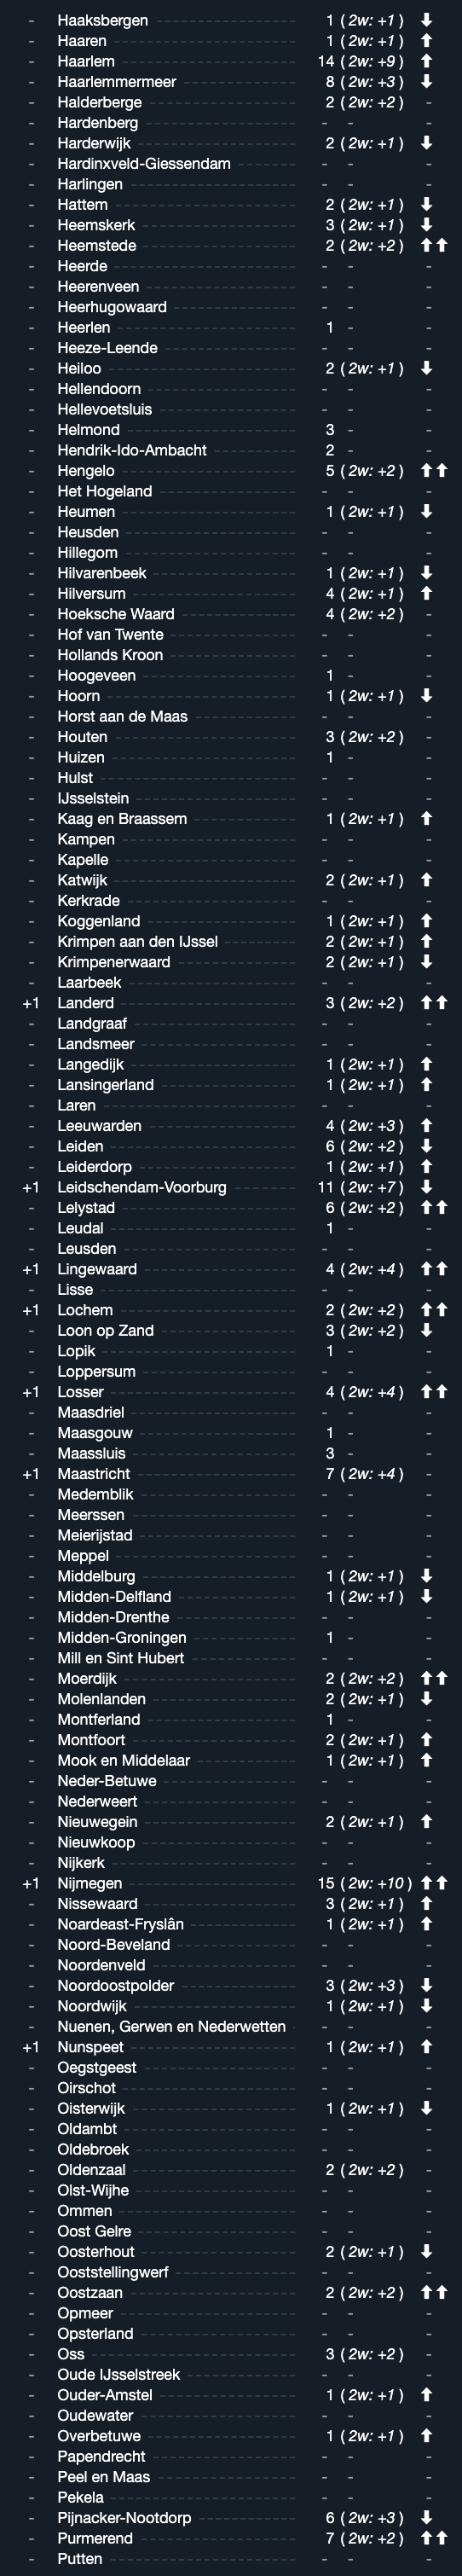 - Haaksbergen 1 ( 2w: +1 ) ⬇
- Haaren 1 ( 2w: +1 ) ⬆
- Haarlem 14 ( 2w: +9 ) ⬆
- Haarlemmermeer 8 ( 2w: +3 ) ⬇
- Halderberge 2 ( 2w: +2 ) -
- Hardenberg - - -
- Harderwijk 2 ( 2w: +1 ) ⬇
- Hardinxveld-Giessendam - - -
- Harlingen - - -
- Hattem 2 ( 2w: +1 ) ⬇
- Heemskerk 3 ( 2w: +1 ) ⬇
- Heemstede 2 ( 2w: +2 ) ⬆⬆
- Heerde - - -
- Heerenveen - - -
- Heerhugowaard - - -
- Heerlen 1 - -
- Heeze-Leende - - -
- Heiloo 2 ( 2w: +1 ) ⬇
- Hellendoorn - - -
- Hellevoetsluis - - -
- Helmond 3 - -
- Hendrik-Ido-Ambacht 2 - -
- Hengelo 5 ( 2w: +2 ) ⬆⬆
- Het Hogeland - - -
- Heumen 1 ( 2w: +1 ) ⬇
- Heusden - - -
- Hillegom - - -
- Hilvarenbeek 1 ( 2w: +1 ) ⬇
- Hilversum 4 ( 2w: +1 ) ⬆
- Hoeksche Waard 4 ( 2w: +2 ) -
- Hof van Twente - - -
- Hollands Kroon - - -
- Hoogeveen 1 - -
- Hoorn 1 ( 2w: +1 ) ⬇
- Horst aan de Maas - - -
- Houten 3 ( 2w: +2 ) -
- Huizen 1 - -
- Hulst - - -
- IJsselstein - - -
- Kaag en Braassem 1 ( 2w: +1 ) ⬆
- Kampen - - -
- Kapelle - - -
- Katwijk 2 ( 2w: +1 ) ⬆
- Kerkrade - - -
- Koggenland 1 ( 2w: +1 ) ⬆
- Krimpen aan den IJssel 2 ( 2w: +1 ) ⬆
- Krimpenerwaard 2 ( 2w: +1 ) ⬇
- Laarbeek - - -
+1 Landerd 3 ( 2w: +2 ) ⬆⬆
- Landgraaf - - -
- Landsmeer - - -
- Langedijk 1 ( 2w: +1 ) ⬆
- Lansingerland 1 ( 2w: +1 ) ⬆
- Laren - - -
- Leeuwarden 4 ( 2w: +3 ) ⬆
- Leiden 6 ( 2w: +2 ) ⬇
- Leiderdorp 1 ( 2w: +1 ) ⬆
+1 Leidschendam-Voorburg 11 ( 2w: +7 ) ⬇
- Lelystad 6 ( 2w: +2 ) ⬆⬆
- Leudal 1 - -
- Leusden - - -
+1 Lingewaard 4 ( 2w: +4 ) ⬆⬆
- Lisse - - -
+1 Lochem 2 ( 2w: +2 ) ⬆⬆
- Loon op Zand 3 ( 2w: +2 ) ⬇
- Lopik 1 - -
- Loppersum - - -
+1 Losser 4 ( 2w: +4 ) ⬆⬆
- Maasdriel - - -
- Maasgouw 1 - -
- Maassluis 3 - -
+1 Maastricht 7 ( 2w: +4 ) -
- Medemblik - - -
- Meerssen - - -
- Meierijstad - - -
- Meppel - - -
- Middelburg 1 ( 2w: +1 ) ⬇
- Midden-Delfland 1 ( 2w: +1 ) ⬇
- Midden-Drenthe - - -
- Midden-Groningen 1 - -
- Mill en Sint Hubert - - -
- Moerdijk 2 ( 2w: +2 ) ⬆⬆
- Molenlanden 2 ( 2w: +1 ) ⬇
- Montferland 1 - -
- Montfoort 2 ( 2w: +1 ) ⬆
- Mook en Middelaar 1 ( 2w: +1 ) ⬆
- Neder-Betuwe - - -
- Nederweert - - -
- Nieuwegein 2 ( 2w: +1 ) ⬆
- Nieuwkoop - - -
- Nijkerk - - -
+1 Nijmegen 15 ( 2w: +10 ) ⬆⬆
- Nissewaard 3 ( 2w: +1 ) ⬆
- Noardeast-Fryslân 1 ( 2w: +1 ) ⬆
- Noord-Beveland - - -
- Noordenveld - - -
- Noordoostpolder 3 ( 2w: +3 ) ⬇
- Noordwijk 1 ( 2w: +1 ) ⬇
- Nuenen, Gerwen en Nederwetten - - -
+1 Nunspeet 1 ( 2w: +1 ) ⬆
- Oegstgeest - - -
- Oirschot - - -
- Oisterwijk 1 ( 2w: +1 ) ⬇
- Oldambt - - -
- Oldebroek - - -
- Oldenzaal 2 ( 2w: +2 ) -
- Olst-Wijhe - - -
- Ommen - - -
- Oost Gelre - - -
- Oosterhout 2 ( 2w: +1 ) ⬇
- Ooststellingwerf - - -
- Oostzaan 2 ( 2w: +2 ) ⬆⬆
- Opmeer - - -
- Opsterland - - -
- Oss 3 ( 2w: +2 ) -
- Oude IJsselstreek - - -
- Ouder-Amstel 1 ( 2w: +1 ) ⬆
- Oudewater - - -
- Overbetuwe 1 ( 2w: +1 ) ⬆
- Papendrecht - - -
- Peel en Maas - - -
- Pekela - - -
- Pijnacker-Nootdorp 6 ( 2w: +3 ) ⬇
- Purmerend 7 ( 2w: +2 ) ⬆⬆
- Putten - - -